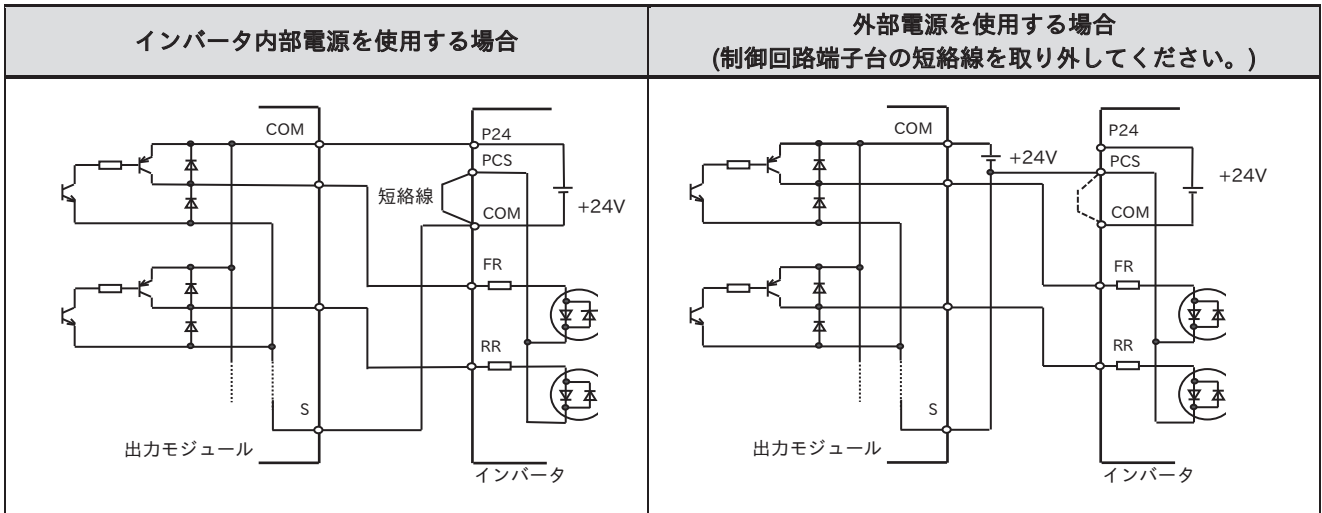 インバータ内部電源を使用する場合
外部電源を使用する場合
(制御回路端子台の短絡線を取り外してください。)
COM
P24
PCS
短絡線
COM
+24V
FR
RR
S
出力モジュール
インバータ
COM
P24
+24V
PCS
+24V
COM
FR
RR
S
出力モジュール
インバータ